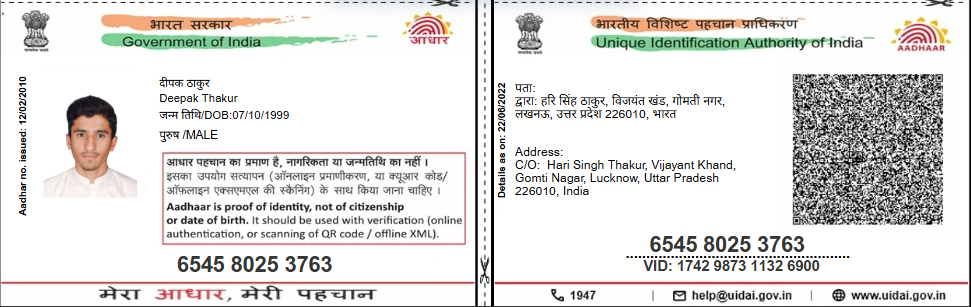 भारत सरकार
Government of India
आधार
Aadhar no. issued: 12/02/2010
दीपक ठाकुर
Deepak Thakur
जन्म तिथि/DOB:07/10/1999
पुरुष /MALE
आधार पहचान का प्रमाण है, नागरिकता या जन्मतिथि का नहीं ।
इसका उपयोग सत्यापन (ऑनलाइन प्रमाणीकरण, या क्यूआर कोड/
ऑफ़लाइन एक्सएमएल की स्कैनिंग) के साथ किया जाना चाहिए ।
Aadhaar is proof of identity, not of citizenship
or date of birth. It should be used with verification (online
authentication, or scanning of QR code / offline XML).
6545 8025 3763
मेरा आधार, मेरी पहचान
भारतीय विशिष्ट पहचान प्राधिकरण
Unique Identification Authority of India
AADHAAR
Details as on: 22/06/2022
पता:
द्वारा: हरि सिंह ठाकुर, विजयंत खंड, गोमती नगर,
लखनऊ, उत्तर प्रदेश 226010, भारत
Address:
C/O: Hari Singh Thakur, Vijayant Khand,
Gomti Nagar, Lucknow, Uttar Pradesh
226010, India
6545 8025 3763
VID: 1742 9873 1132 6900
1947 | help@uidai.gov.in | www.uidai.gov.in